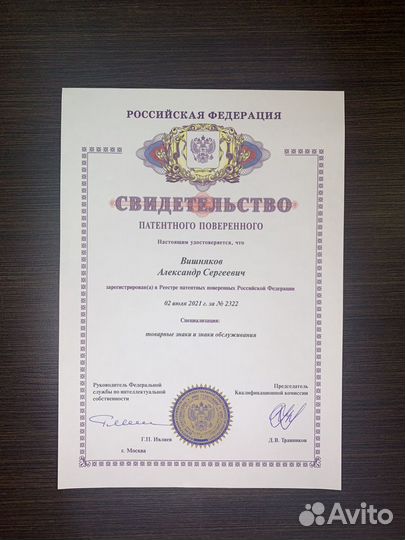 РОССИЙСКАЯ ФЕДЕРАЦИЯ
СВИДЕТЕЛЬСТВО
ПАТЕНТНОГО ПОВЕРЕННОГО
Настоящим удостоверяется, что
Вишняков
Александр Сергеевич
зарегистрирован(а) в Реестре патентных поверенных Российской Федерации
02 июля 2021 г. за № 2322
Специализация:
товарные знаки и знаки обслуживания
Руководитель Федеральной
службы по интеллектуальной
собственности
Г.П. Ивлиев
г. Москва
Председатель
Квалификационной комиссии
Д.В. Травников
Avito